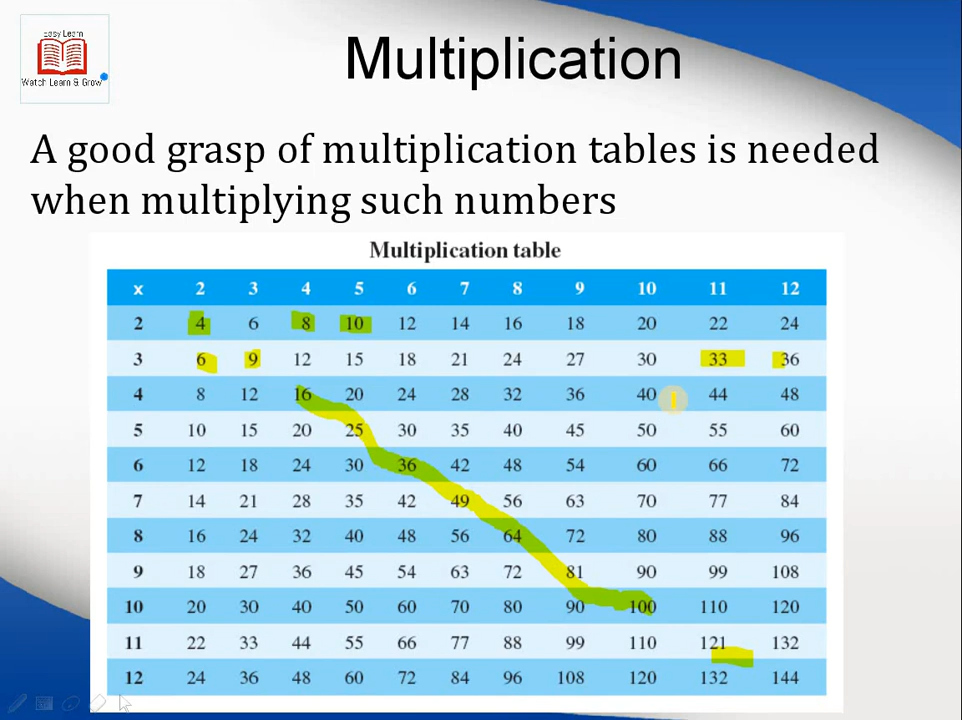 Easy Learn
Watch Learn & Grow
Multiplication
A good grasp of multiplication tables is needed
when multiplying such numbers
Multiplication table
x 2 3 4 5 6 7 8 9 10 11 12
2 4 6 8 10 12 14 16 18 20 22 24
3 6 9 12 15 18 21 24 27 30 33 36
4 8 12 16 20 24 28 32 36 40 44 48
5 10 15 20 25 30 35 40 45 50 55 60
6 12 18 24 30 36 42 48 54 60 66 72
7 14 21 28 35 42 49 56 63 70 77 84
8 16 24 32 40 48 56 64 72 80 88 96
9 18 27 36 45 54 63 72 81 90 99 108
10 20 30 40 50 60 70 80 90 100 110 120
11 22 33 44 55 66 77 88 99 110 121 132
12 24 36 48 60 72 84 96 108 120 132 144